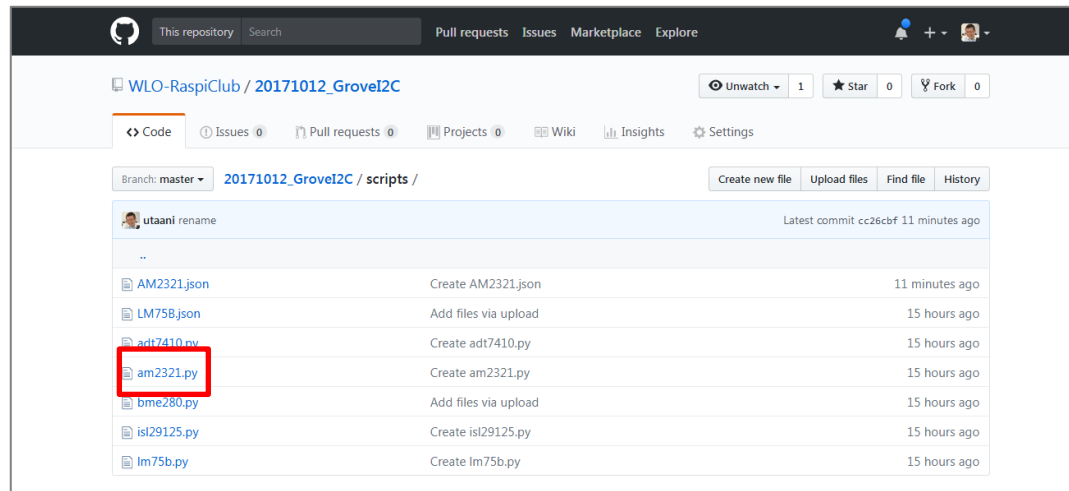 This repository Search Pull requests Issues Marketplace Explore
WLO-RaspiClub / 20171012_GroveI2C Unwatch 1 Star 0 Fork 0
Code Issues 0 Pull requests 0 Projects 0 Wiki Insights Settings
Branch: master 20171012_GroveI2C / scripts / Create new file Upload files Find file History
utaani rename Latest commit cc26cbf 11 minutes ago
..
AM2321.json Create AM2321.json 11 minutes ago
LM75B.json Add files via upload 15 hours ago
adt7410.py Create adt7410.py 15 hours ago
am2321.py Create am2321.py 15 hours ago
bme280.py Add files via upload 15 hours ago
isl29125.py Create isl29125.py 15 hours ago
lm75b.py Create lm75b.py 15 hours ago